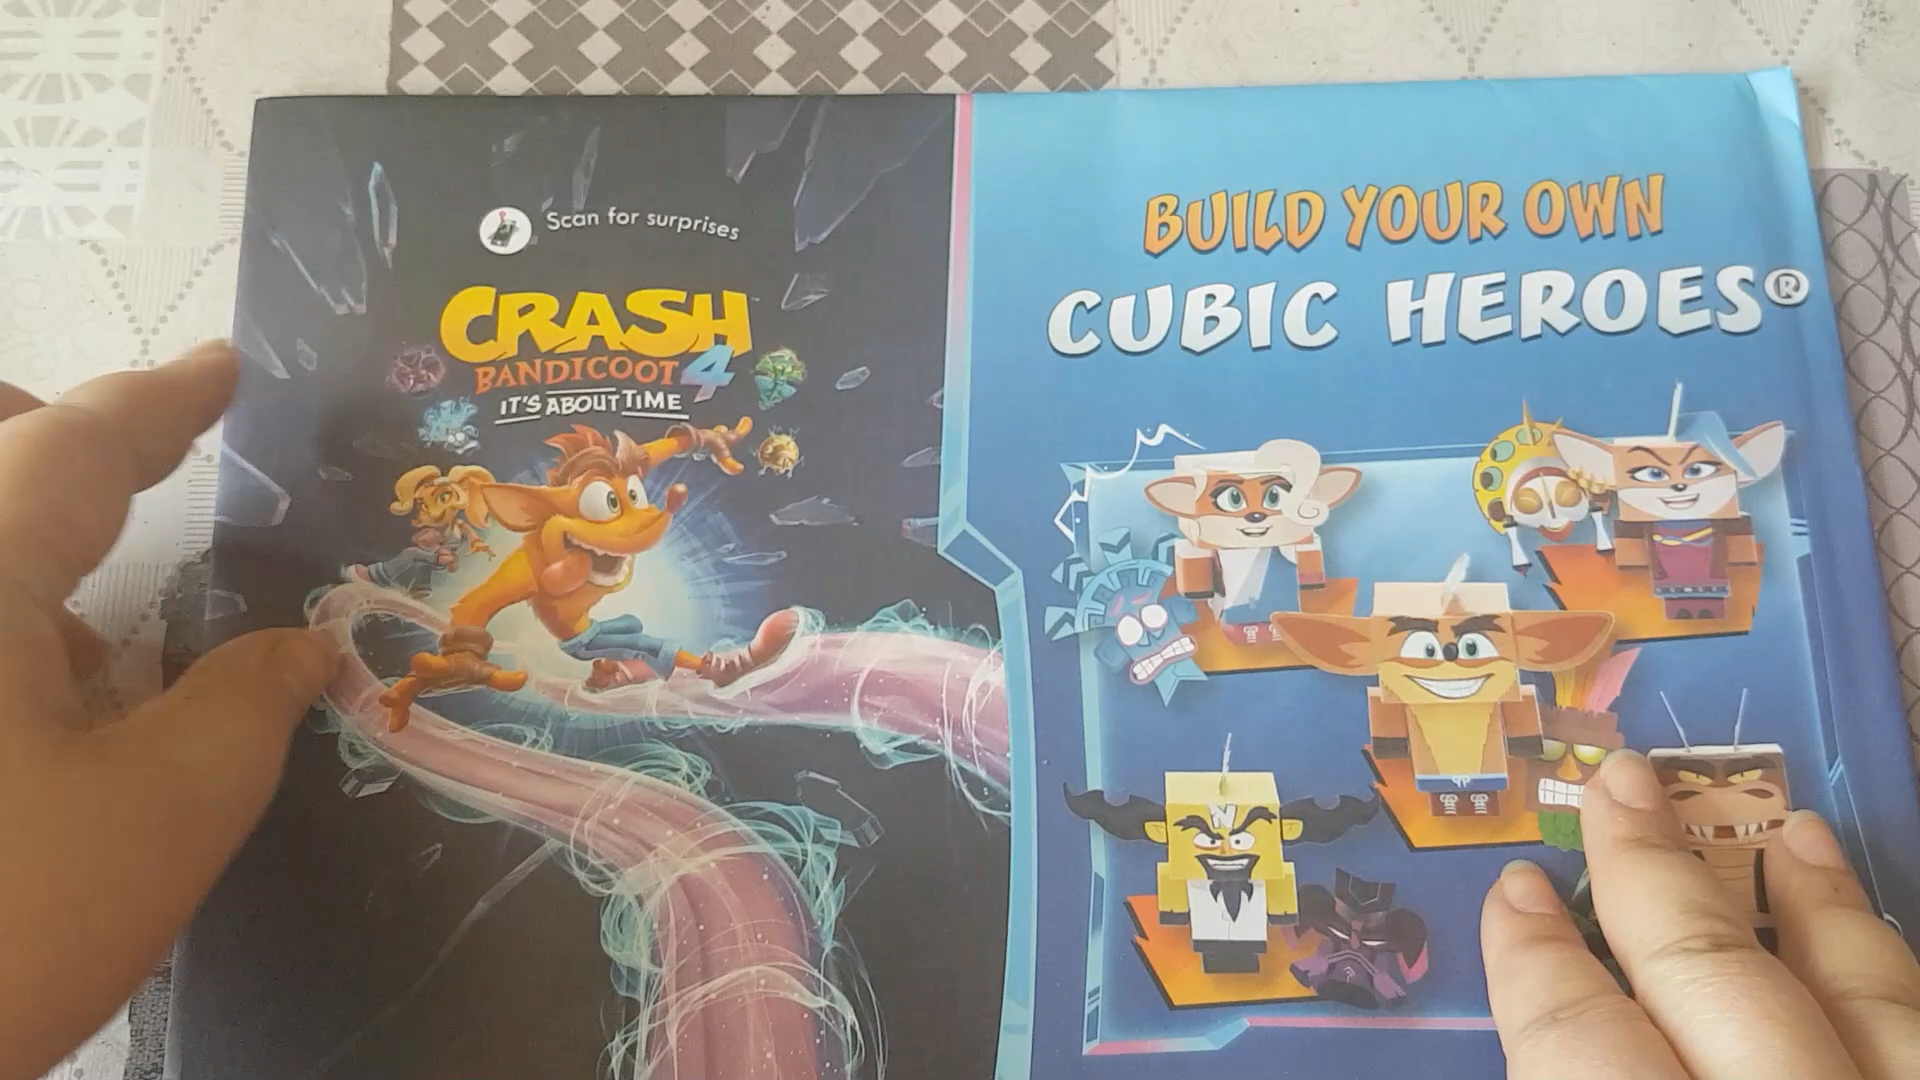 Scan for surprises
CRASH
BANDICOOT 4
IT'S ABOUT TIME
BUILD YOUR OWN
CUBIC HEROES®
N